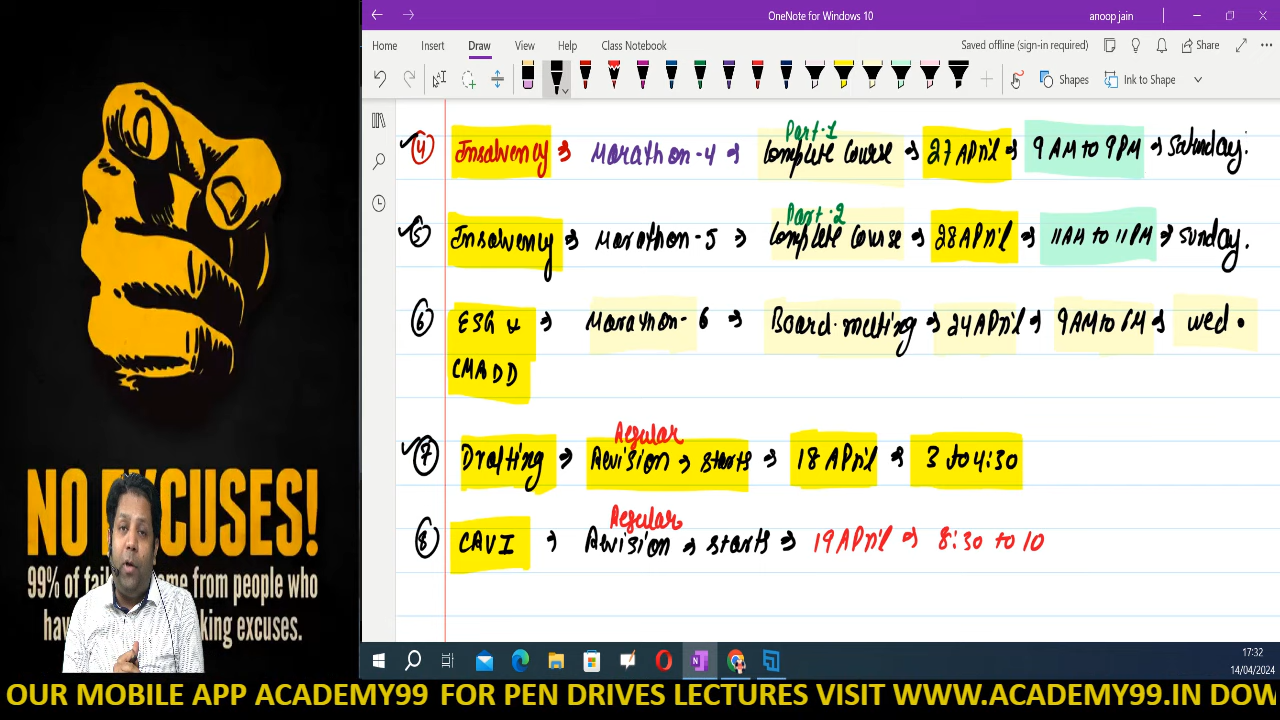 OneNote for Windows 10
anoop jain
Home Insert Draw View Help Class Notebook
Saved offline (sign-in required)
Share
Shapes
Ink to Shape
Part-1
4 Insolvency → Marathon-4 → Complete Course → 27 April → 9 AM to 9 PM → Saturday.
Part-2
5 Insolvency → Marathon-5 → Complete Course → 28 April → 11 AM to 11 PM → Sunday.
6 ESG & → Marathon-6 → Board meeting → 24 April → 9 AM to 1 PM → Wed.
CMADD
Regular
7 Drafting → Revision → starts → 18 April → 3 to 4:30
Regular
8 CAVI → Revision → starts → 19 April → 8:30 to 10
NO EXCUSES!
99% of from people who
king excuses.
17:32
14/04/2024
OUR MOBILE APP ACADEMY99 FOR PEN DRIVES LECTURES VISIT WWW.ACADEMY99.IN DOW